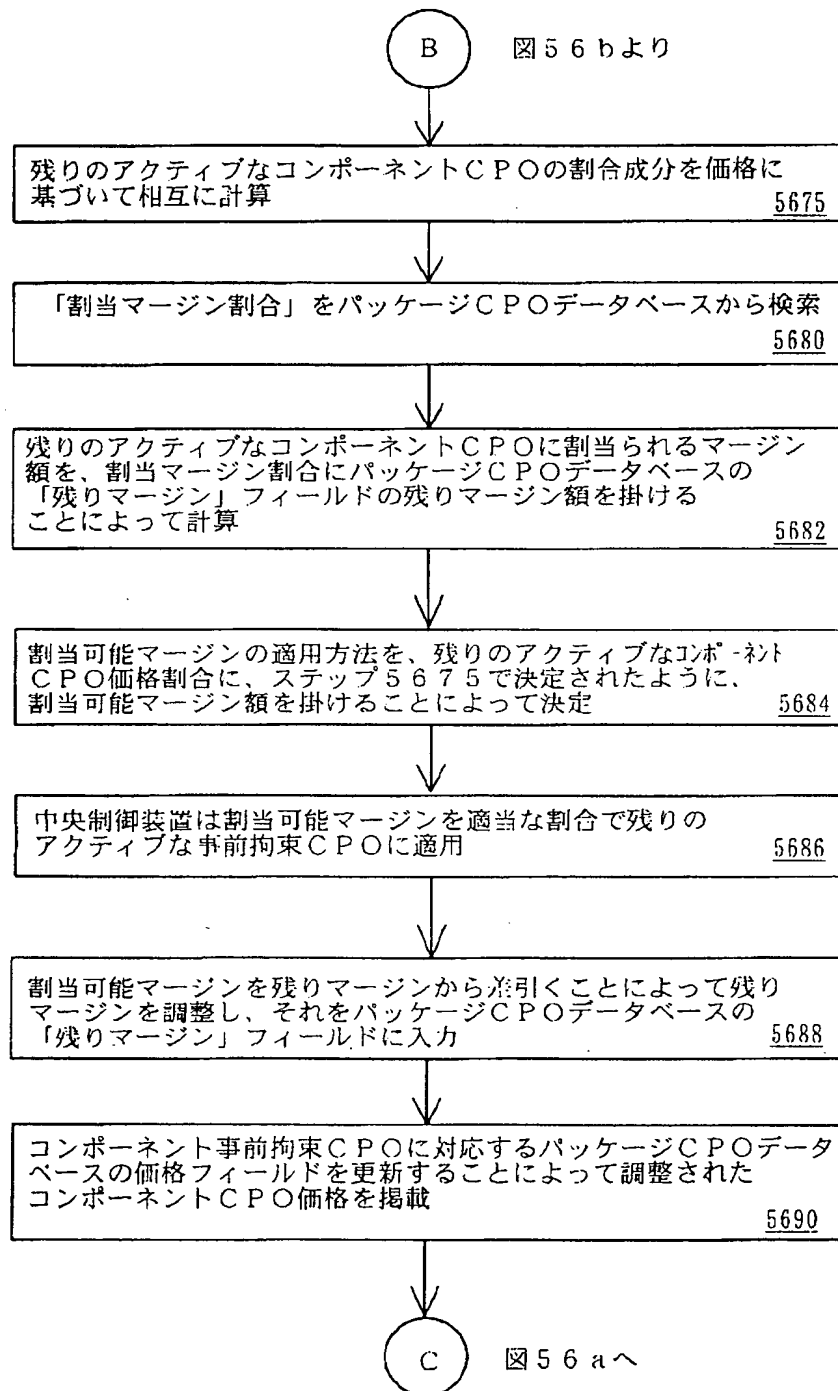 B 図56bより
残りのアクティブなコンポーネントCPOの割合成分を価格に
基づいて相互に計算
5675
「割当マージン割合」をパッケージCPOデータベースから検索
5680
残りのアクティブなコンポーネントCPOに割当られるマージン
額を、割当マージン割合にパッケージCPOデータベースの
「残りマージン」フィールドの残りマージン額を掛ける
ことによって計算
5682
割当可能マージンの適用方法を、残りのアクティブなコンポーネント
CPO価格割合に、ステップ5675で決定されたように、
割当可能マージン額を掛けることによって決定
5684
中央制御装置は割当可能マージンを適当な割合で残りの
アクティブな事前拘束CPOに適用
5686
割当可能マージンを残りマージンから差引くことによって残り
マージンを調整し、それをパッケージCPOデータベースの
「残りマージン」フィールドに入力
5688
コンポーネント事前拘束CPOに対応するパッケージCPOデータ
ベースの価格フィールドを更新することによって調整された
コンポーネントCPO価格を掲載
5690
C 図56aへ